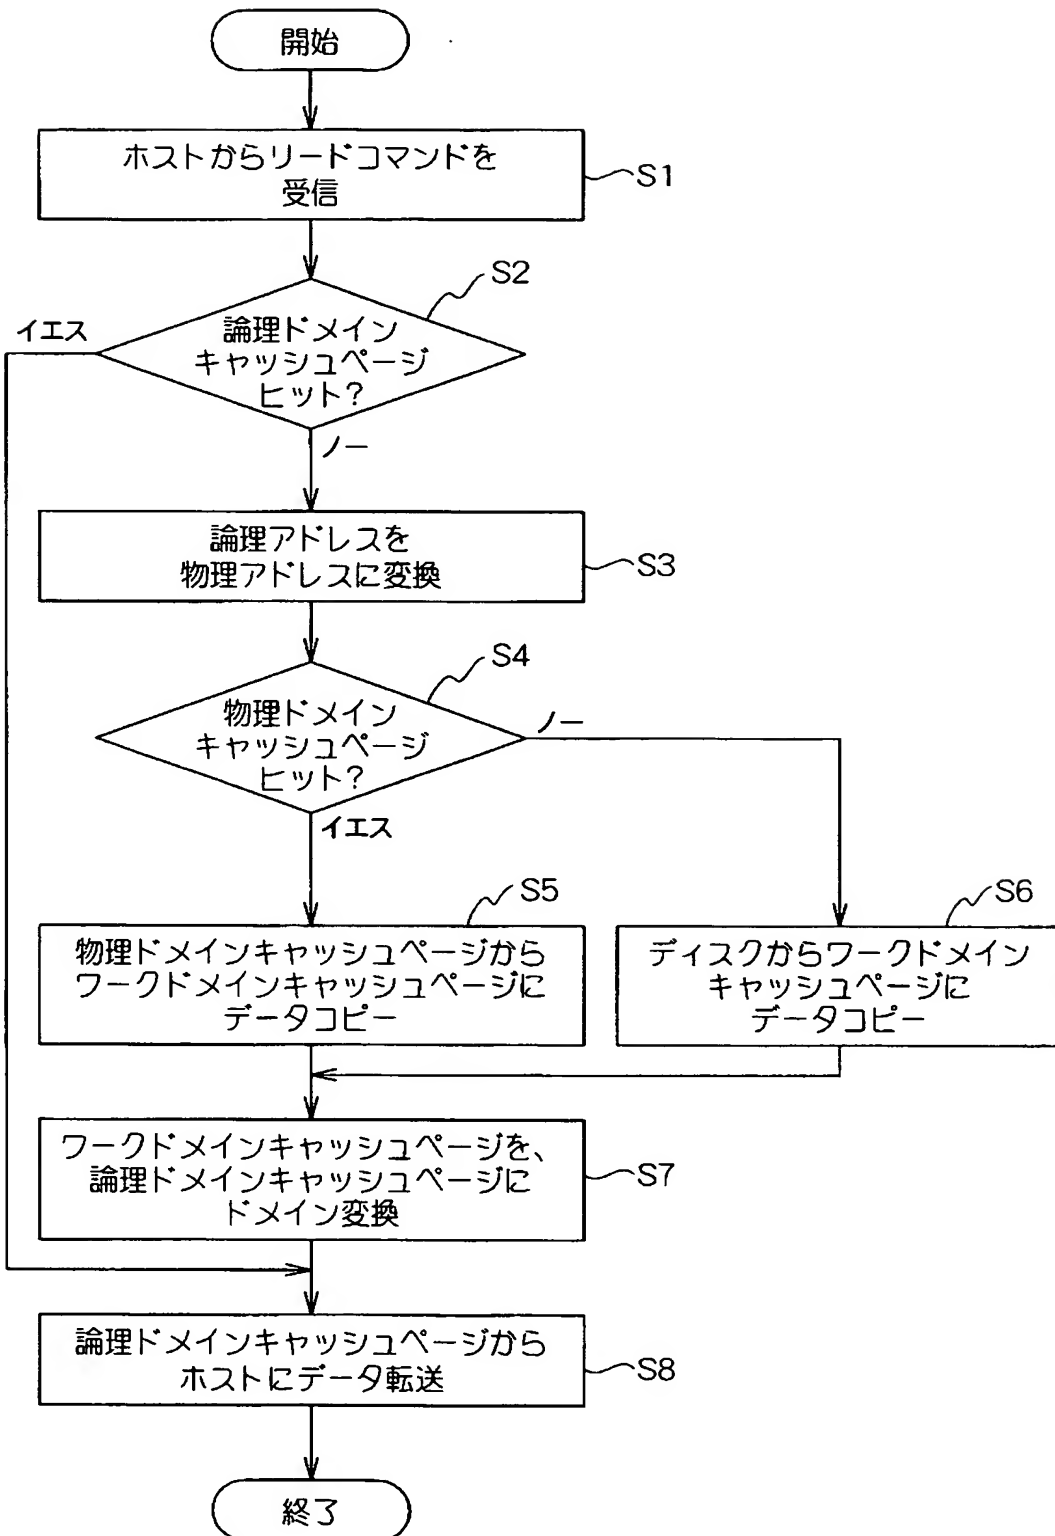 開始
ホストからリードコマンドを
受信
S1
S2
イエス
論理ドメイン
キャッシュページ
ヒット?
ノー
論理アドレスを
物理アドレスに変換
S3
S4
物理ドメイン
キャッシュページ
ヒット?
ノー
イエス
S5
物理ドメインキャッシュページから
ワークドメインキャッシュページに
データコピー
S6
ディスクからワークドメイン
キャッシュページに
データコピー
ワークドメインキャッシュページを、
論理ドメインキャッシュページに
ドメイン変換
S7
論理ドメインキャッシュページから
ホストにデータ転送
S8
終了